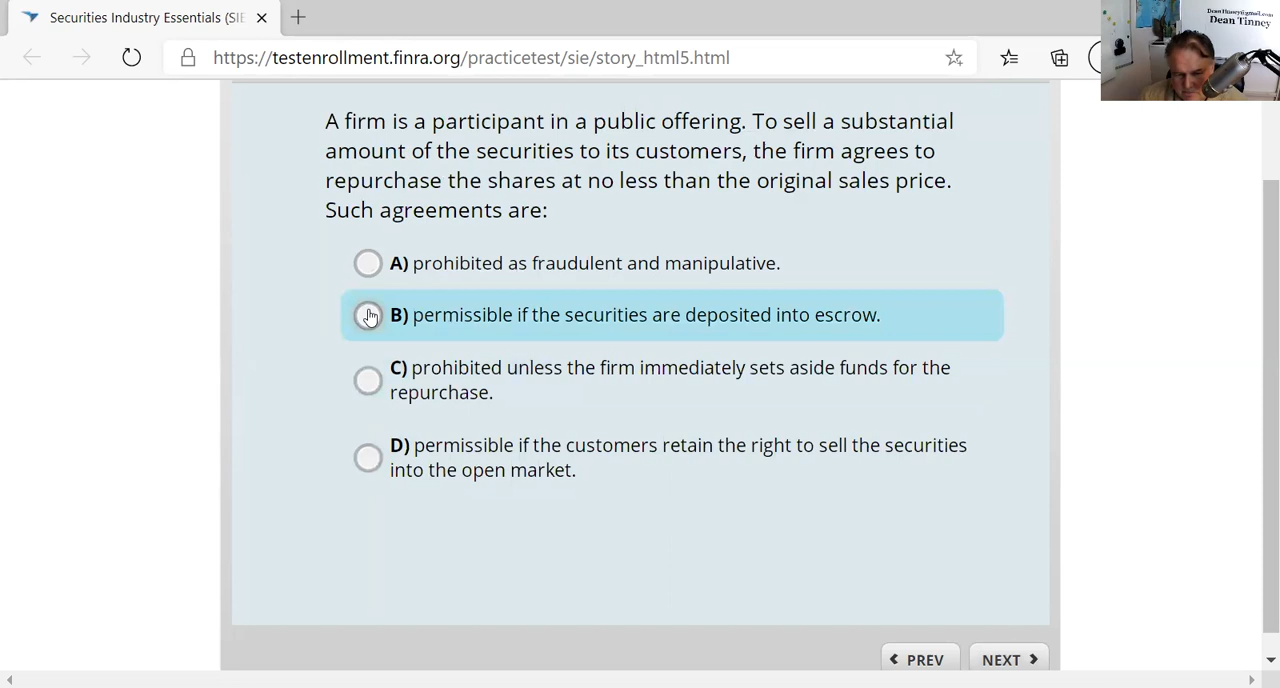 Securities Industry Essentials (SIE
https://testenrollment.finra.org/practicetest/sie/story_html5.html
DeanTinney@gmail.com
Dean Tinney
A firm is a participant in a public offering. To sell a substantial
amount of the securities to its customers, the firm agrees to
repurchase the shares at no less than the original sales price.
Such agreements are:
A) prohibited as fraudulent and manipulative.
B) permissible if the securities are deposited into escrow.
C) prohibited unless the firm immediately sets aside funds for the
repurchase.
D) permissible if the customers retain the right to sell the securities
into the open market.
PREV
NEXT